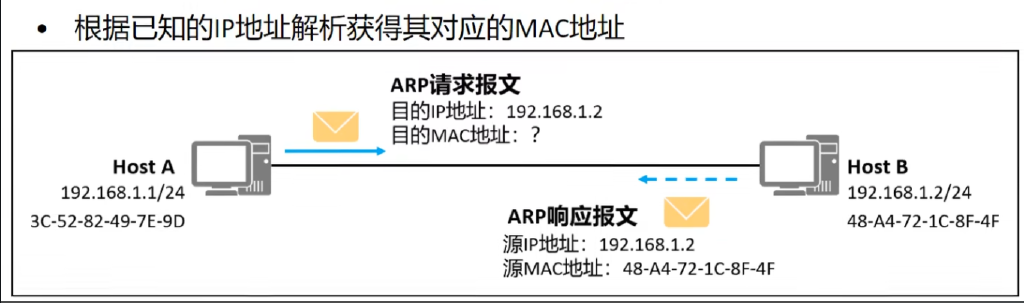 • 根据已知的IP地址解析获得其对应的MAC地址
ARP请求报文
目的IP地址：192.168.1.2
目的MAC地址：？
Host A
192.168.1.1/24
3C-52-82-49-7E-9D
Host B
192.168.1.2/24
48-A4-72-1C-8F-4F
ARP响应报文
源IP地址：192.168.1.2
源MAC地址：48-A4-72-1C-8F-4F